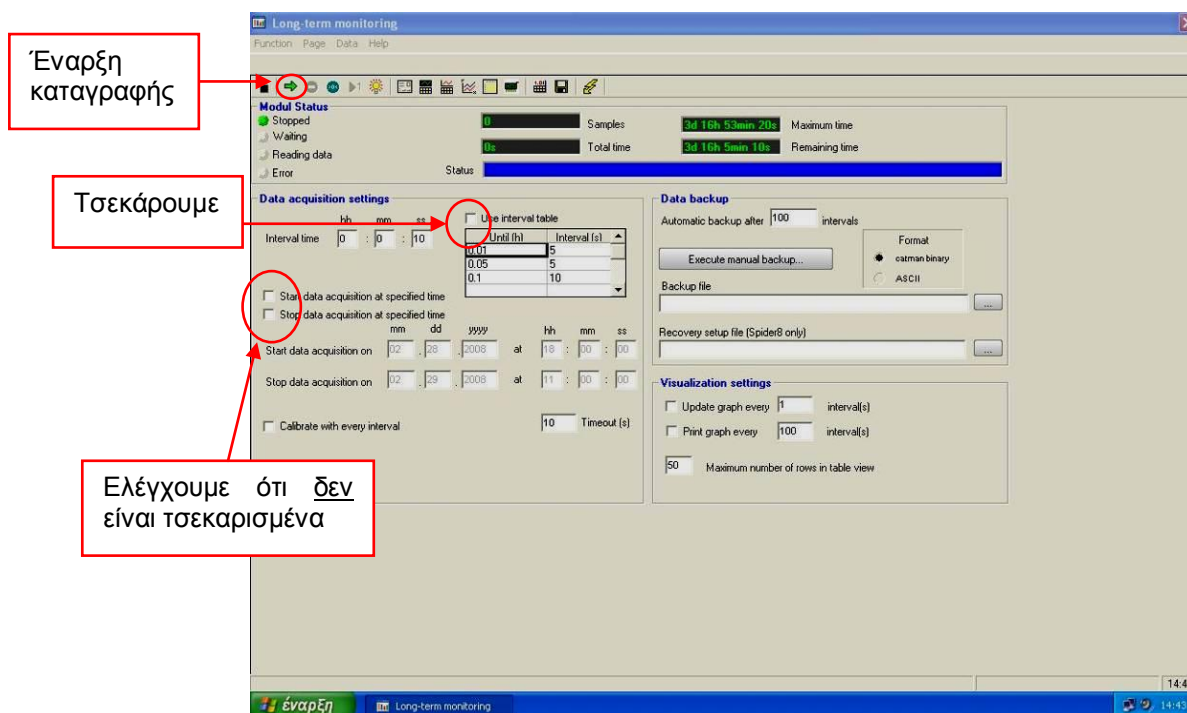 Long-term monitoring
Function Page Data Help
Έναρξη
καταγραφής
Modul Status
Stopped
Waiting
Reading data
Error
0 Samples
0s Total time
3d 16h 53min 20s Maximum time
3d 16h 5min 10s Remaining time
Status
Τσεκάρουμε
Data acquisition settings
hh mm ss
Interval time 0 : 0 : 10
Use interval table
Until (h) Interval (s)
0.01 5
0.05 5
0.1 10
Start data acquisition at specified time
Stop data acquisition at specified time
mm dd yyyy hh mm ss
Start data acquisition on 02 . 28 . 2008 at 18 : 00 : 00
Stop data acquisition on 02 . 29 . 2008 at 11 : 00 : 00
Calibrate with every interval
10 Timeout (s)
Data backup
Automatic backup after 100 intervals
Execute manual backup...
Format
catman binary
ASCII
Backup file
...
Recovery setup file (Spider8 only)
...
Visualization settings
Update graph every 1 interval(s)
Print graph every 100 interval(s)
50 Maximum number of rows in table view
Ελέγχουμε ότι δεν
είναι τσεκαρισμένα
14:4
έναρξη
Long-term monitoring
14:43